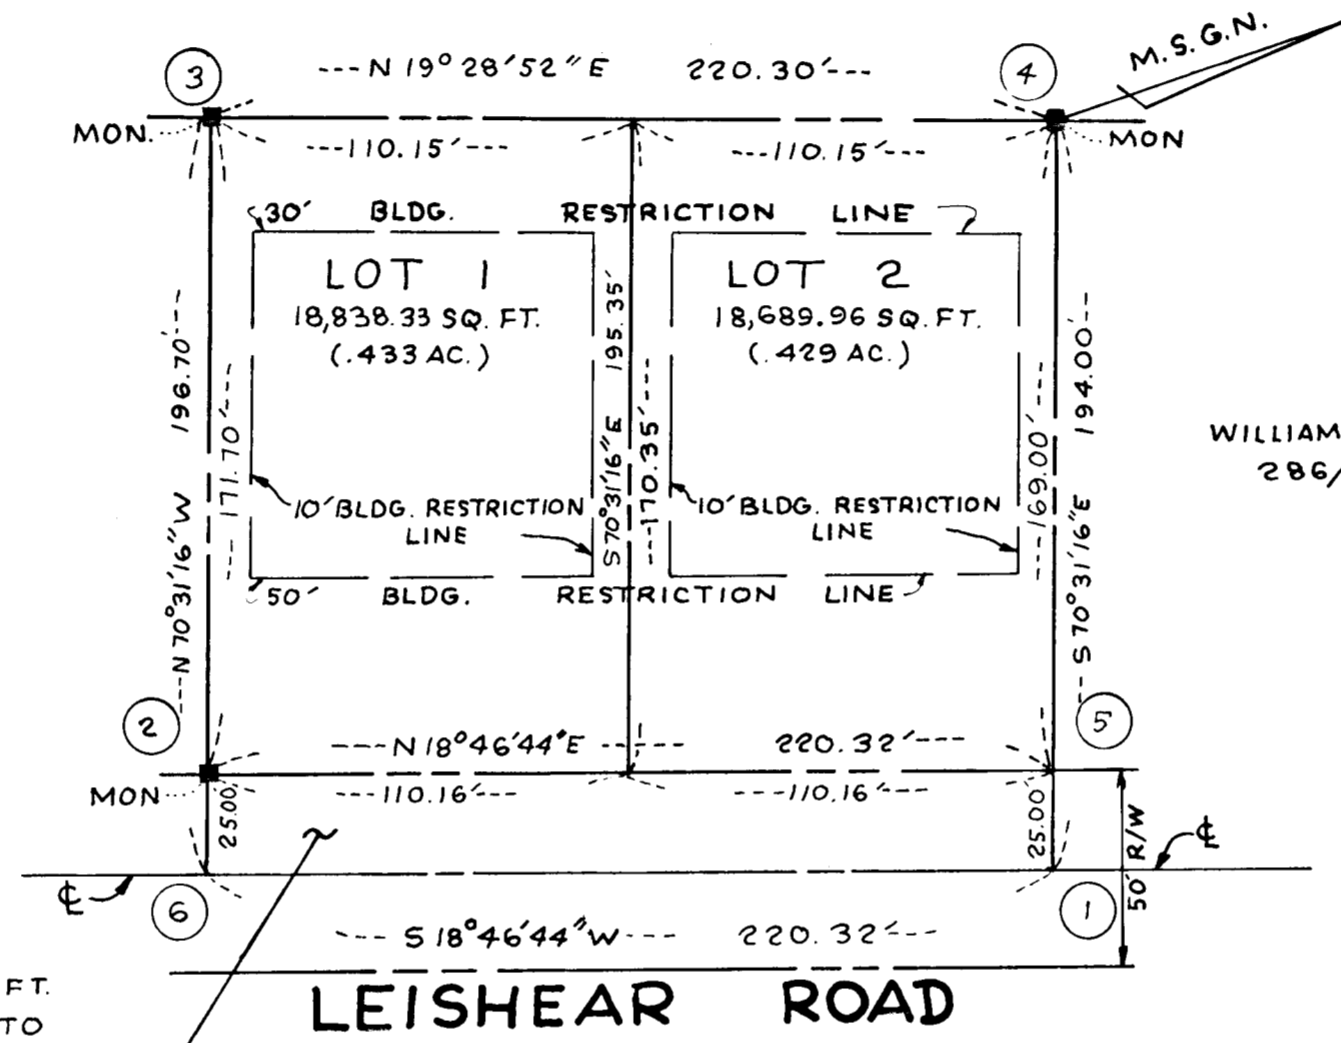 M.S.G.N.
3
---N 19° 28' 52" E 220.30'---
4
MON.
MON
---110.15'---
---110.15'---
30' BLDG. RESTRICTION LINE
LOT 1
18,838.33 SQ. FT.
(.433 AC.)
LOT 2
18,689.96 SQ. FT.
(.429 AC.)
---N 70° 31' 16" W 196.70'---
---171.70'---
S 70° 31' 16" E 195.35'
---170.35'---
---169.00'---
---S 70° 31' 16" E 194.00'---
WILLIAM
286/
10' BLDG. RESTRICTION
LINE
10' BLDG. RESTRICTION
LINE
50' BLDG. RESTRICTION LINE
2
5
---N 18° 46' 44" E ---- 220.32'---
MON
---110.16'---
---110.16'---
25.00'
25.00'
50' R/W
℄
℄
6
1
--- S 18° 46' 44" W --- 220.32'---
FT.
TO
LEISHEAR ROAD